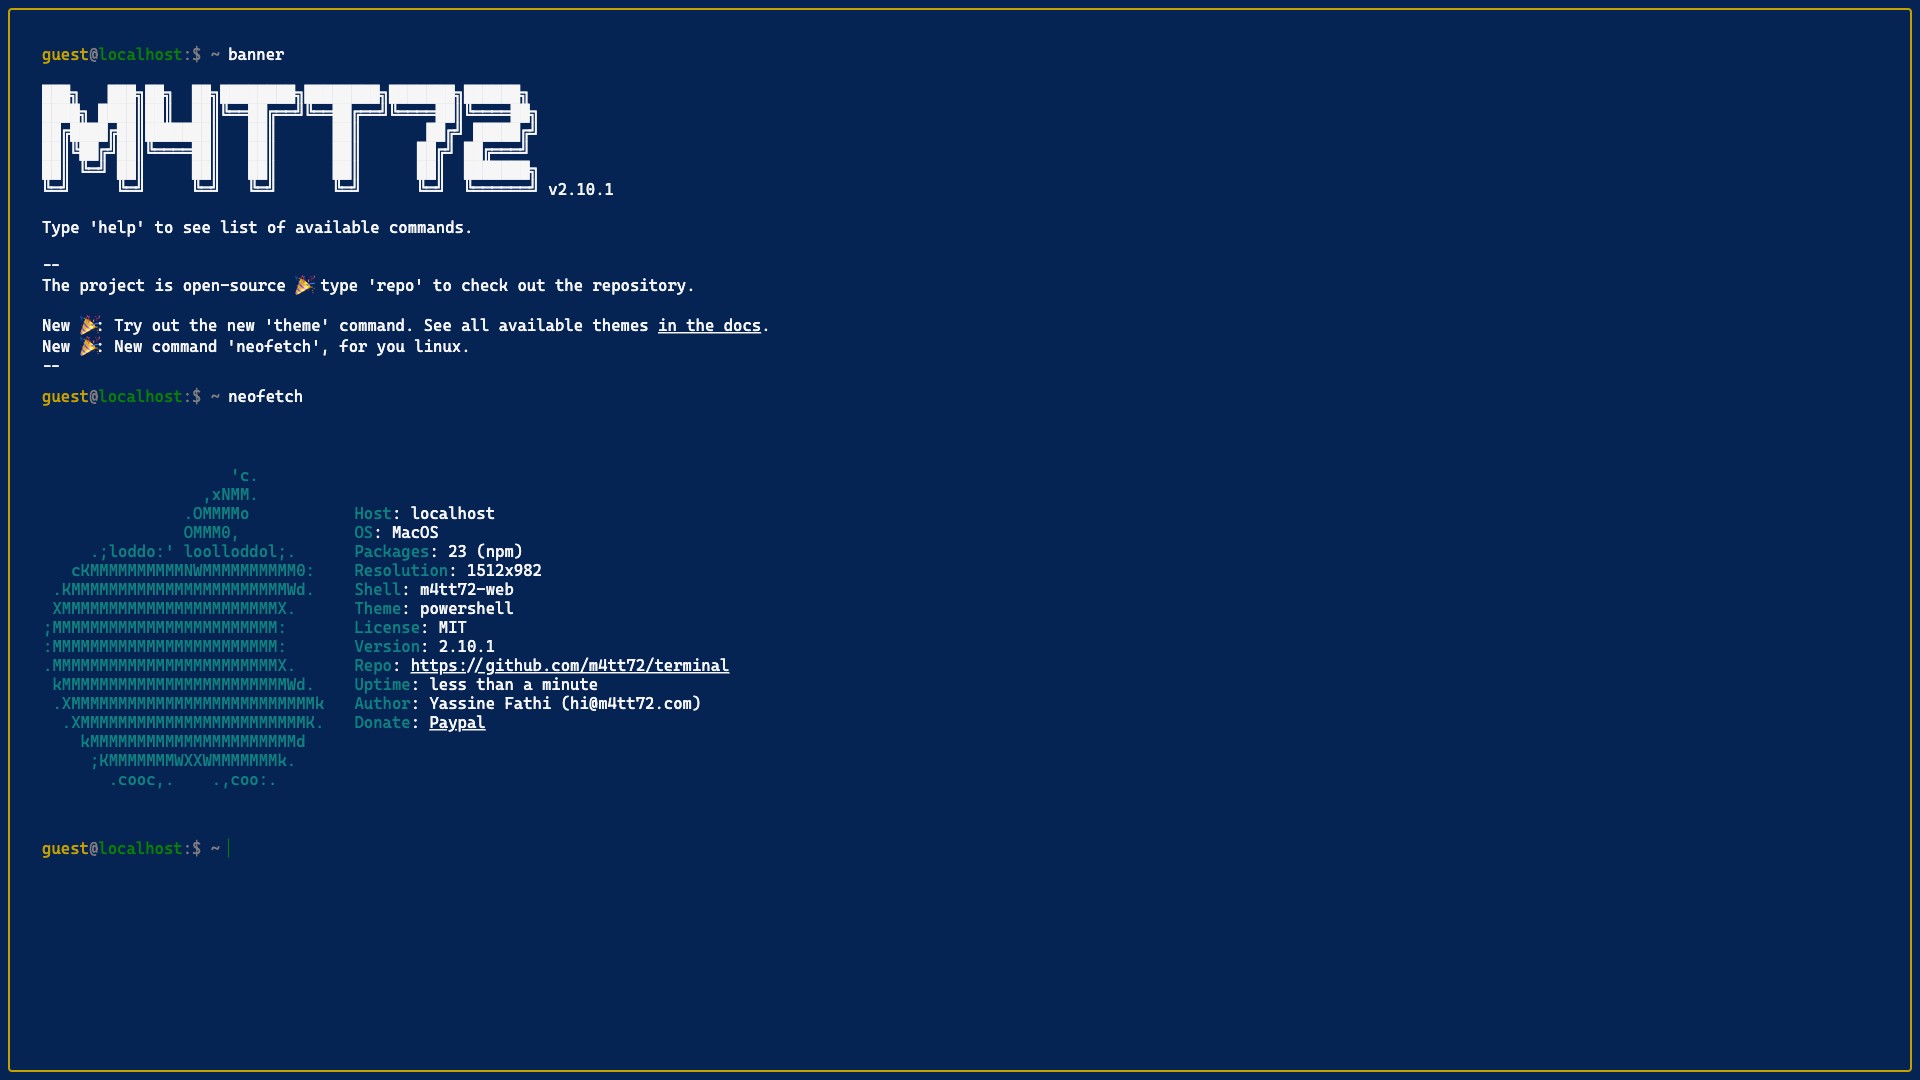 guest@localhost:$ ~ banner
M4TT72 v2.10.1
Type 'help' to see list of available commands.
--
The project is open-source 🎉 type 'repo' to check out the repository.
New 🎉: Try out the new 'theme' command. See all available themes in the docs.
New 🎉: New command 'neofetch', for you linux.
--
guest@localhost:$ ~ neofetch
'c.
,xNMM.
.OMMMMo
Host: localhost
OMMM0,
OS: MacOS
.;loddo:' loolloddol;.
Packages: 23 (npm)
cKMMMMMMMMMMNWMMMMMMMMMM0:
Resolution: 1512x982
.KMMMMMMMMMMMMMMMMMMMMMMMWd.
Shell: m4tt72-web
XMMMMMMMMMMMMMMMMMMMMMMMX.
Theme: powershell
;MMMMMMMMMMMMMMMMMMMMMMMM:
License: MIT
:MMMMMMMMMMMMMMMMMMMMMMMM:
Version: 2.10.1
.MMMMMMMMMMMMMMMMMMMMMMMMX.
Repo: https://github.com/m4tt72/terminal
kMMMMMMMMMMMMMMMMMMMMMMMMWd.
Uptime: less than a minute
.XMMMMMMMMMMMMMMMMMMMMMMMMMMk
Author: Yassine Fathi (hi@m4tt72.com)
.XMMMMMMMMMMMMMMMMMMMMMMMMK.
Donate: Paypal
kMMMMMMMMMMMMMMMMMMMMMMd
;KMMMMMMMWXXWMMMMMMMk.
.cooc,.    .,coo:.
guest@localhost:$ ~